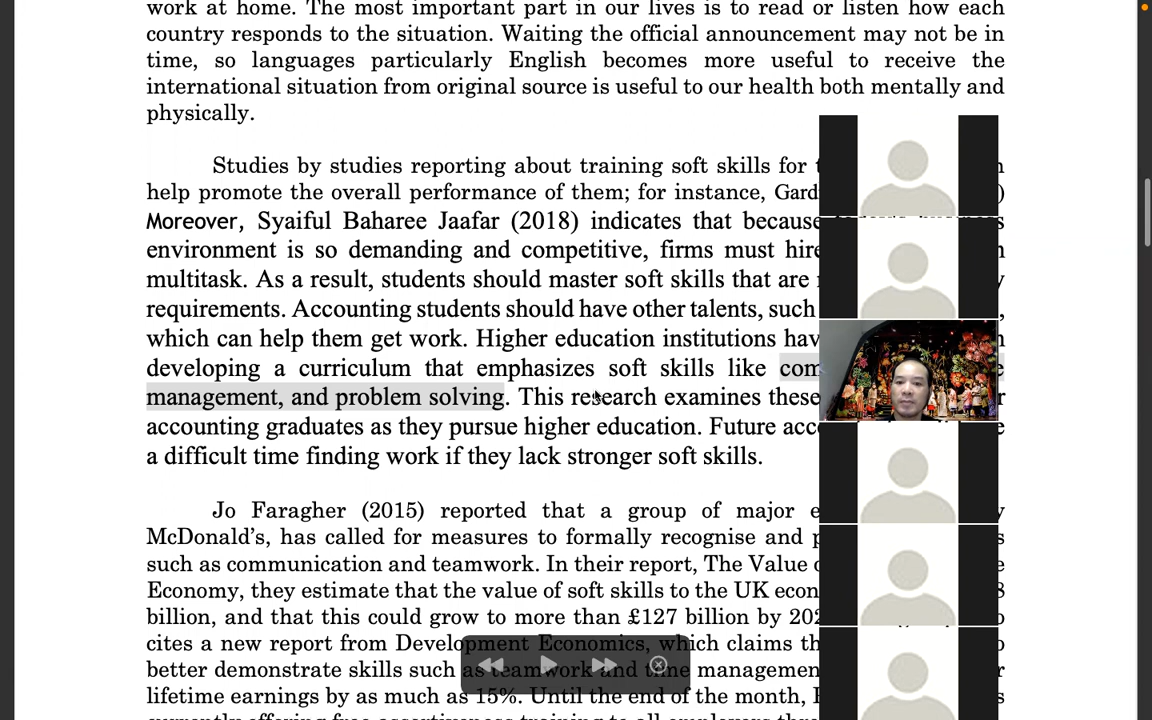 work at home. The most important part in our lives is to read or listen how each
country responds to the situation. Waiting the official announcement may not be in
time, so languages particularly English becomes more useful to receive the
international situation from original source is useful to our health both mentally and
physically.
Studies by studies reporting about training soft skills for
help promote the overall performance of them; for instance,
Moreover, Syaiful Baharee Jaafar (2018) indicates that because
environment is so demanding and competitive, firms must hire
multitask. As a result, students should master soft skills that are
requirements. Accounting students should have other talents, such
which can help them get work. Higher education institutions
developing a curriculum that emphasizes soft skills like
management, and problem solving. This research examines these
accounting graduates as they pursue higher education. Future
a difficult time finding work if they lack stronger soft skills.
Jo Faragher (2015) reported that a group of major
McDonald's, has called for measures to formally recognise and
such as communication and teamwork. In their report, The Value
Economy, they estimate that the value of soft skills to the UK
billion, and that this could grow to more than £127 billion by
cites a new report from Development Economics, which claims
better demonstrate skills such as teamwork and time
lifetime earnings by as much as 15%. Until the end of the month,
currently offering free assertiveness training to all employers